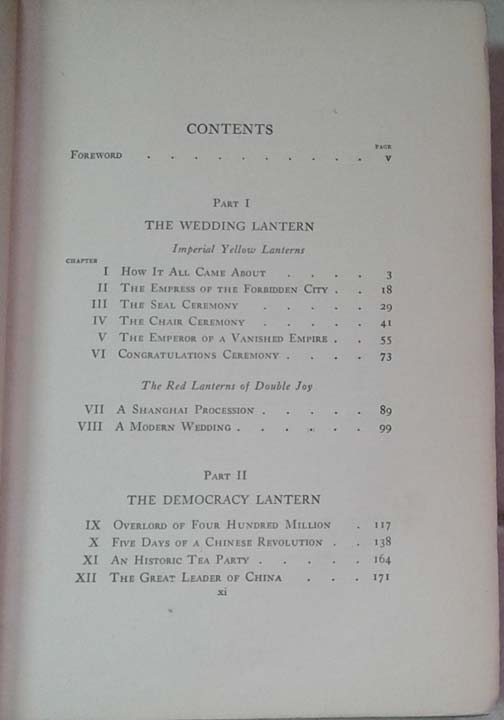 CONTENTS
PAGE
FOREWORD . . . . . . . . . . V
PART I
THE WEDDING LANTERN
Imperial Yellow Lanterns
CHAPTER
I HOW IT ALL CAME ABOUT . . . . 3
II THE EMPRESS OF THE FORBIDDEN CITY . . 18
III THE SEAL CEREMONY . . . . . 29
IV THE CHAIR CEREMONY . . . . . 41
V THE EMPEROR OF A VANISHED EMPIRE . . 55
VI CONGRATULATIONS CEREMONY . . . . 73
The Red Lanterns of Double Joy
VII A SHANGHAI PROCESSION . . . . . 89
VIII A MODERN WEDDING . . . . . . 99
PART II
THE DEMOCRACY LANTERN
IX OVERLORD OF FOUR HUNDRED MILLION . 117
X FIVE DAYS OF A CHINESE REVOLUTION . . 138
XI AN HISTORIC TEA PARTY . . . . . 164
XII THE GREAT LEADER OF CHINA . . . 171
xi